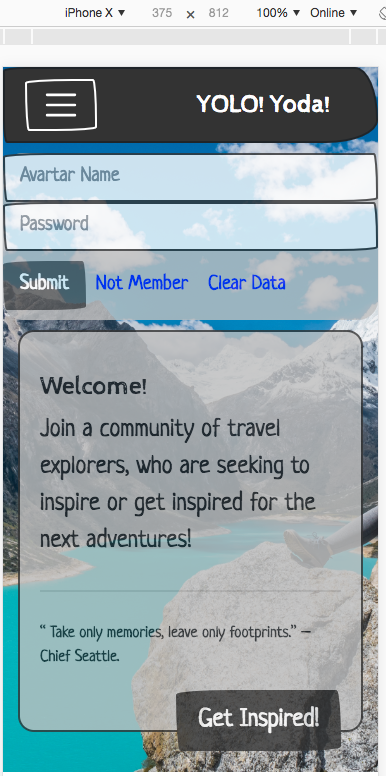 iPhone X ▼ 375 × 812 100% ▼ Online ▼
YOLO! Yoda!
Avartar Name
Password
Submit Not Member Clear Data
Welcome!
Join a community of travel
explorers, who are seeking to
inspire or get inspired for the
next adventures!
“ Take only memories, leave only footprints.” –
Chief Seattle.
Get Inspired!